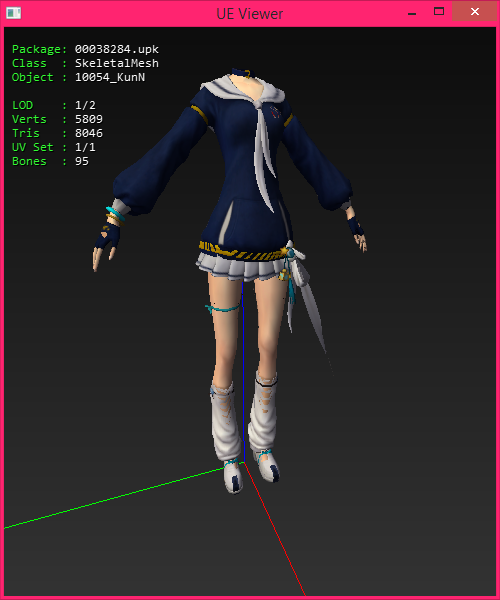 UE Viewer
Package: 00038284.upk
Class : SkeletalMesh
Object : 10054_KunN
LOD : 1/2
Verts : 5809
Tris : 8046
UV Set : 1/1
Bones : 95